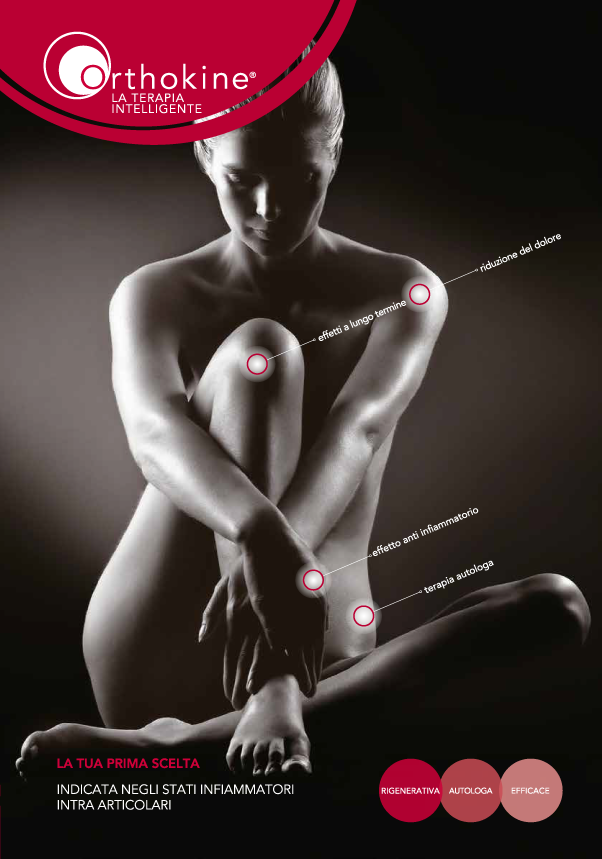 Orthokine®
LA TERAPIA
INTELLIGENTE
riduzione del dolore
effetti a lungo termine
effetto anti infiammatorio
terapia autologa
LA TUA PRIMA SCELTA
INDICATA NEGLI STATI INFIAMMATORI
INTRA ARTICOLARI
RIGENERATIVA AUTOLOGA EFFICACE